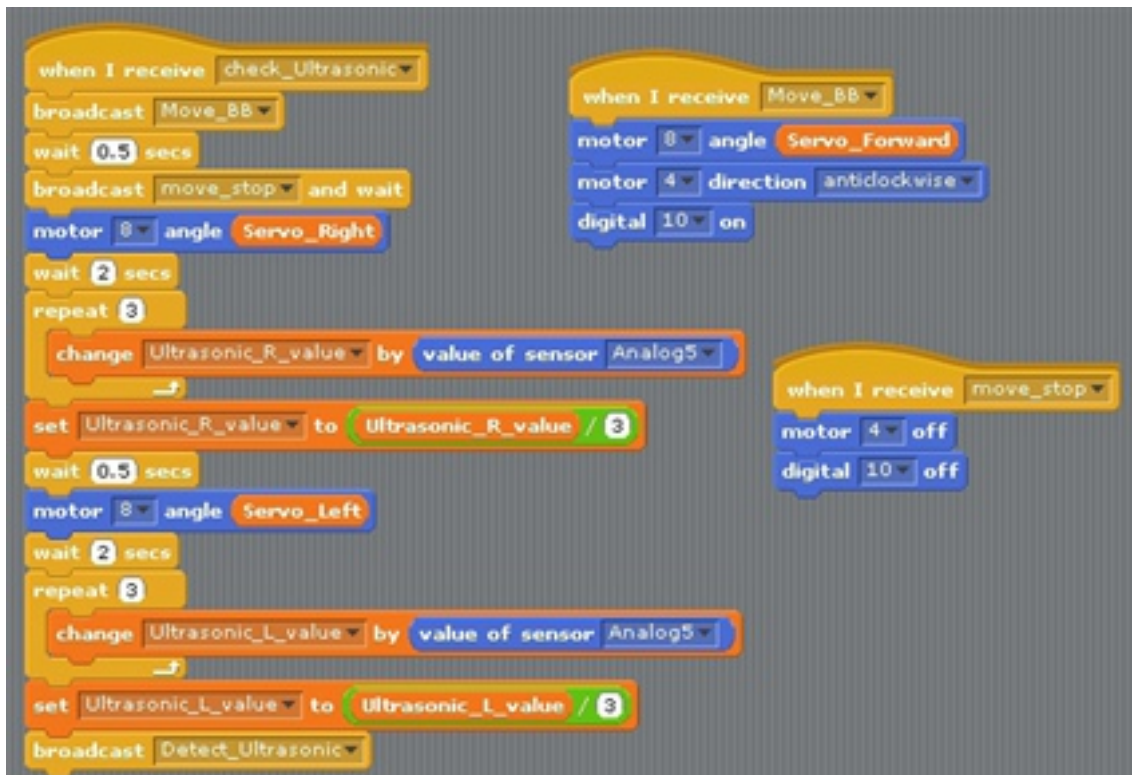 when I receive check_Ultrasonic
broadcast Move_BB
wait 0.5 secs
broadcast move_stop and wait
motor 8 angle Servo_Right
wait 2 secs
repeat 3
change Ultrasonic_R_value by value of sensor Analog5
set Ultrasonic_R_value to Ultrasonic_R_value / 3
wait 0.5 secs
motor 8 angle Servo_Left
wait 2 secs
repeat 3
change Ultrasonic_L_value by value of sensor Analog5
set Ultrasonic_L_value to Ultrasonic_L_value / 3
broadcast Detect_Ultrasonic
when I receive Move_BB
motor 8 angle Servo_Forward
motor 4 direction anticlockwise
digital 10 on
when I receive move_stop
motor 4 off
digital 10 off